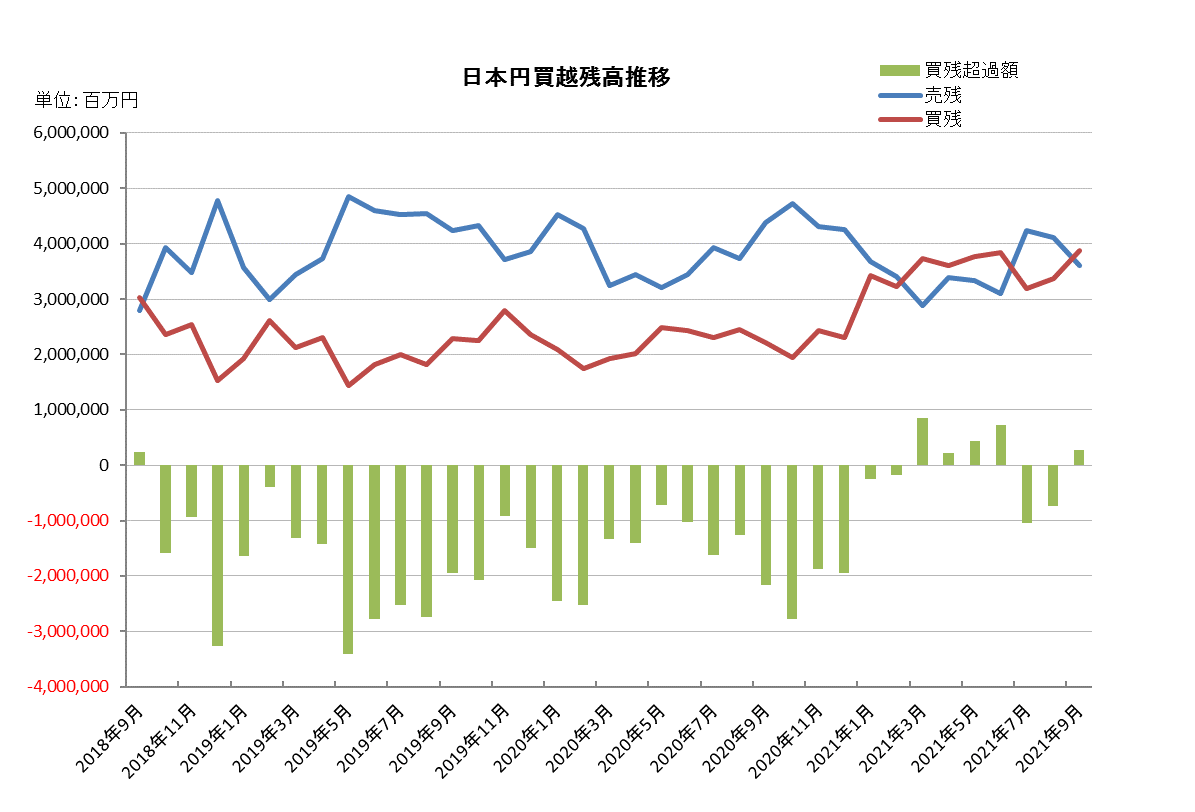 日本円買越残高推移
買残超過額
売残
買残
単位：百万円
6,000,000
5,000,000
4,000,000
3,000,000
2,000,000
1,000,000
0
-1,000,000
-2,000,000
-3,000,000
-4,000,000
2018年9月
2018年11月
2019年1月
2019年3月
2019年5月
2019年7月
2019年9月
2019年11月
2020年1月
2020年3月
2020年5月
2020年7月
2020年9月
2020年11月
2021年1月
2021年3月
2021年5月
2021年7月
2021年9月